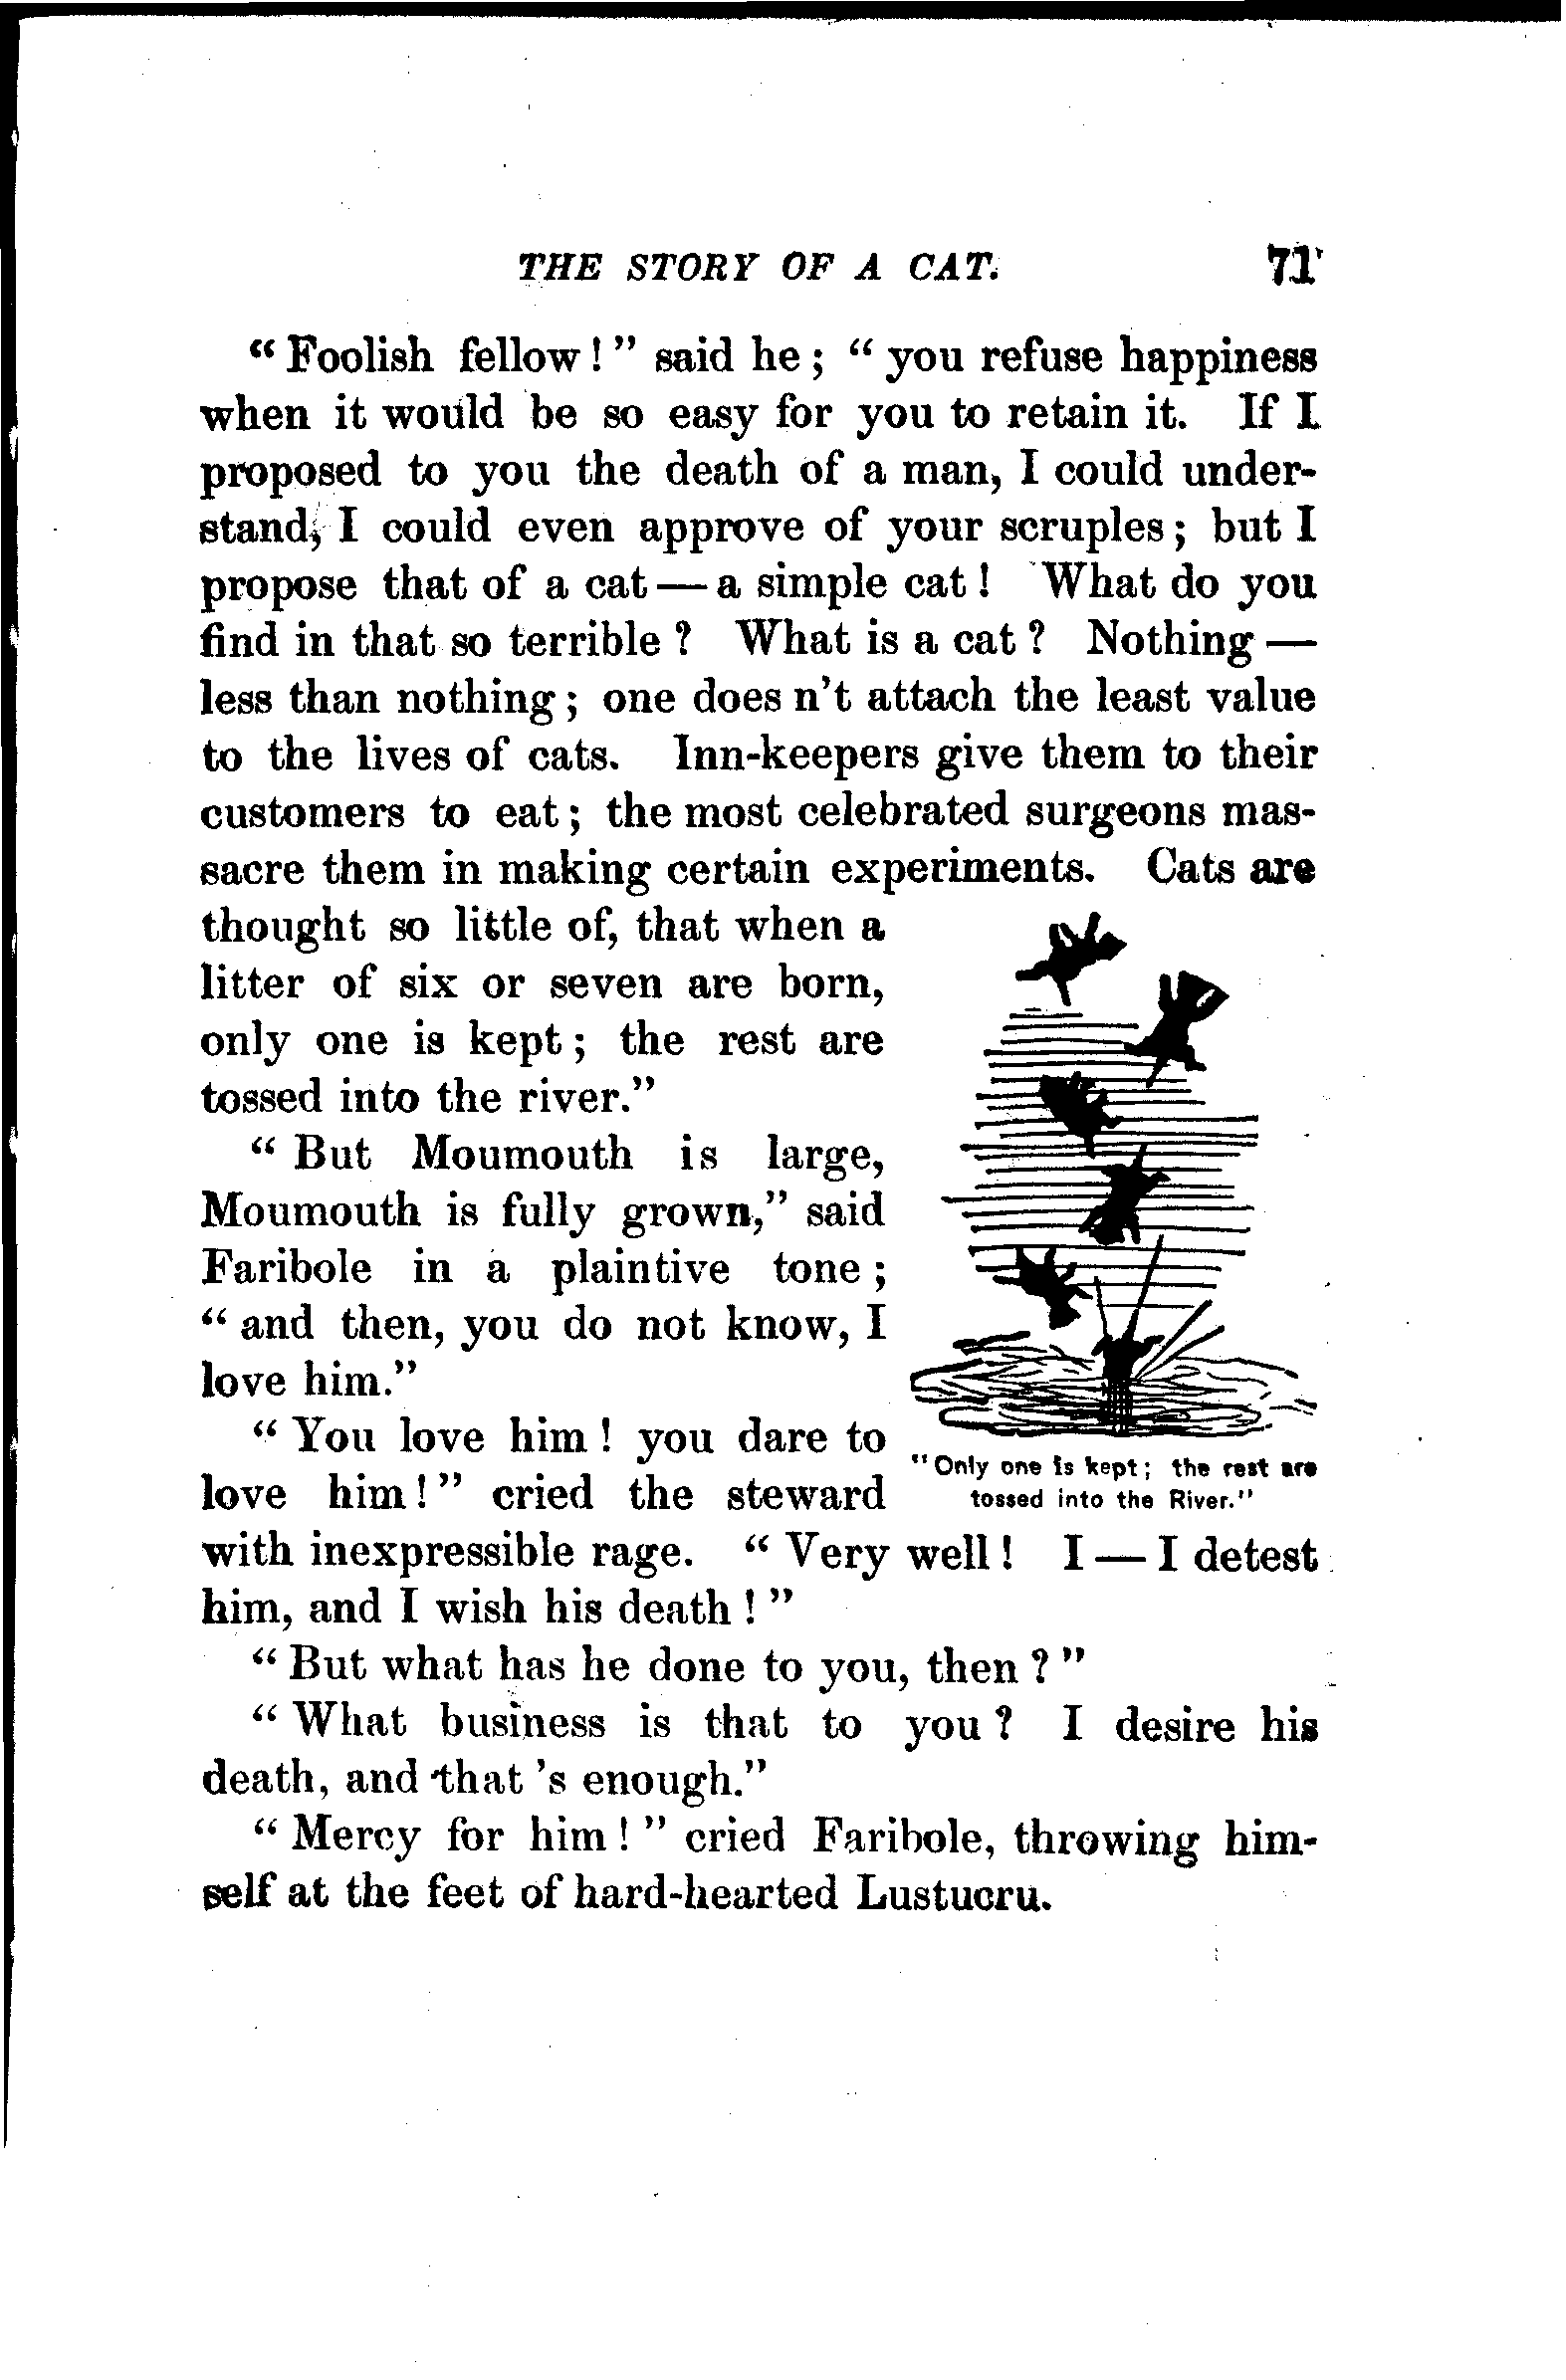 THE STORY OF A CAT. 71
"Foolish fellow!" said he; "you refuse happiness
when it would be so easy for you to retain it. If I
proposed to you the death of a man, I could under-
stand, I could even approve of your scruples; but I
propose that of a cat — a simple cat! What do you
find in that so terrible? What is a cat? Nothing —
less than nothing; one does n't attach the least value
to the lives of cats. Inn-keepers give them to their
customers to eat; the most celebrated surgeons mas-
sacre them in making certain experiments. Cats are
thought so little of, that when a
litter of six or seven are born,
only one is kept; the rest are
tossed into the river."
"But Moumouth is large,
Moumouth is fully grown," said
Faribole in a plaintive tone;
"and then, you do not know, I
love him."
"You love him! you dare to
love him!" cried the steward
with inexpressible rage. "Very well! I — I detest
him, and I wish his death!"
"But what has he done to you, then?"
"What business is that to you? I desire his
death, and that 's enough."
"Mercy for him!" cried Faribole, throwing him-
self at the feet of hard-hearted Lustucru.
"Only one is kept; the rest are
tossed into the River."